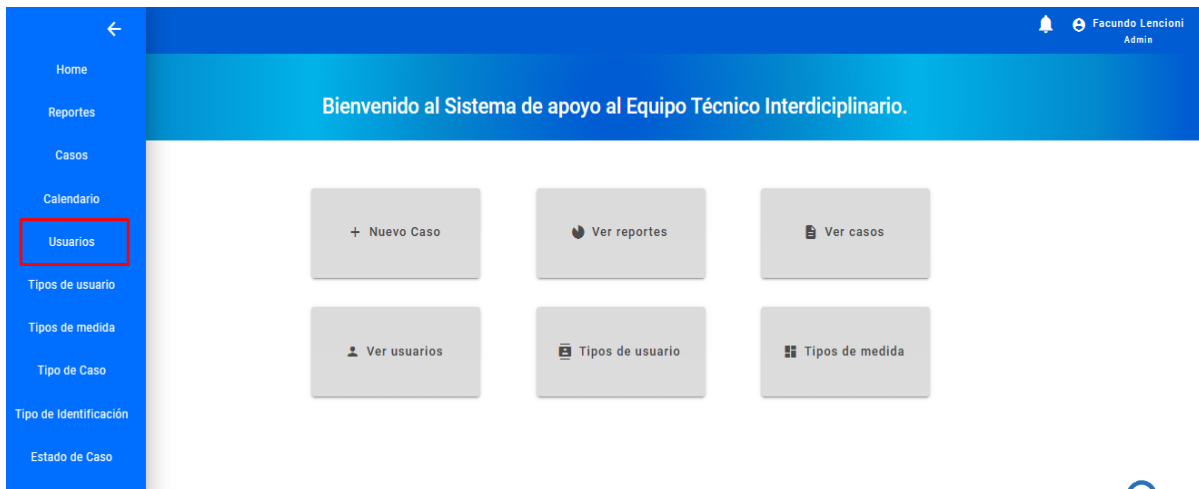 Facundo Lencioni
Admin
Home
Reportes
Casos
Calendario
Usuarios
Tipos de usuario
Tipos de medida
Tipo de Caso
Tipo de Identificación
Estado de Caso
Bienvenido al Sistema de apoyo al Equipo Técnico Interdiciplinario.
+ Nuevo Caso
Ver reportes
Ver casos
Ver usuarios
Tipos de usuario
Tipos de medida